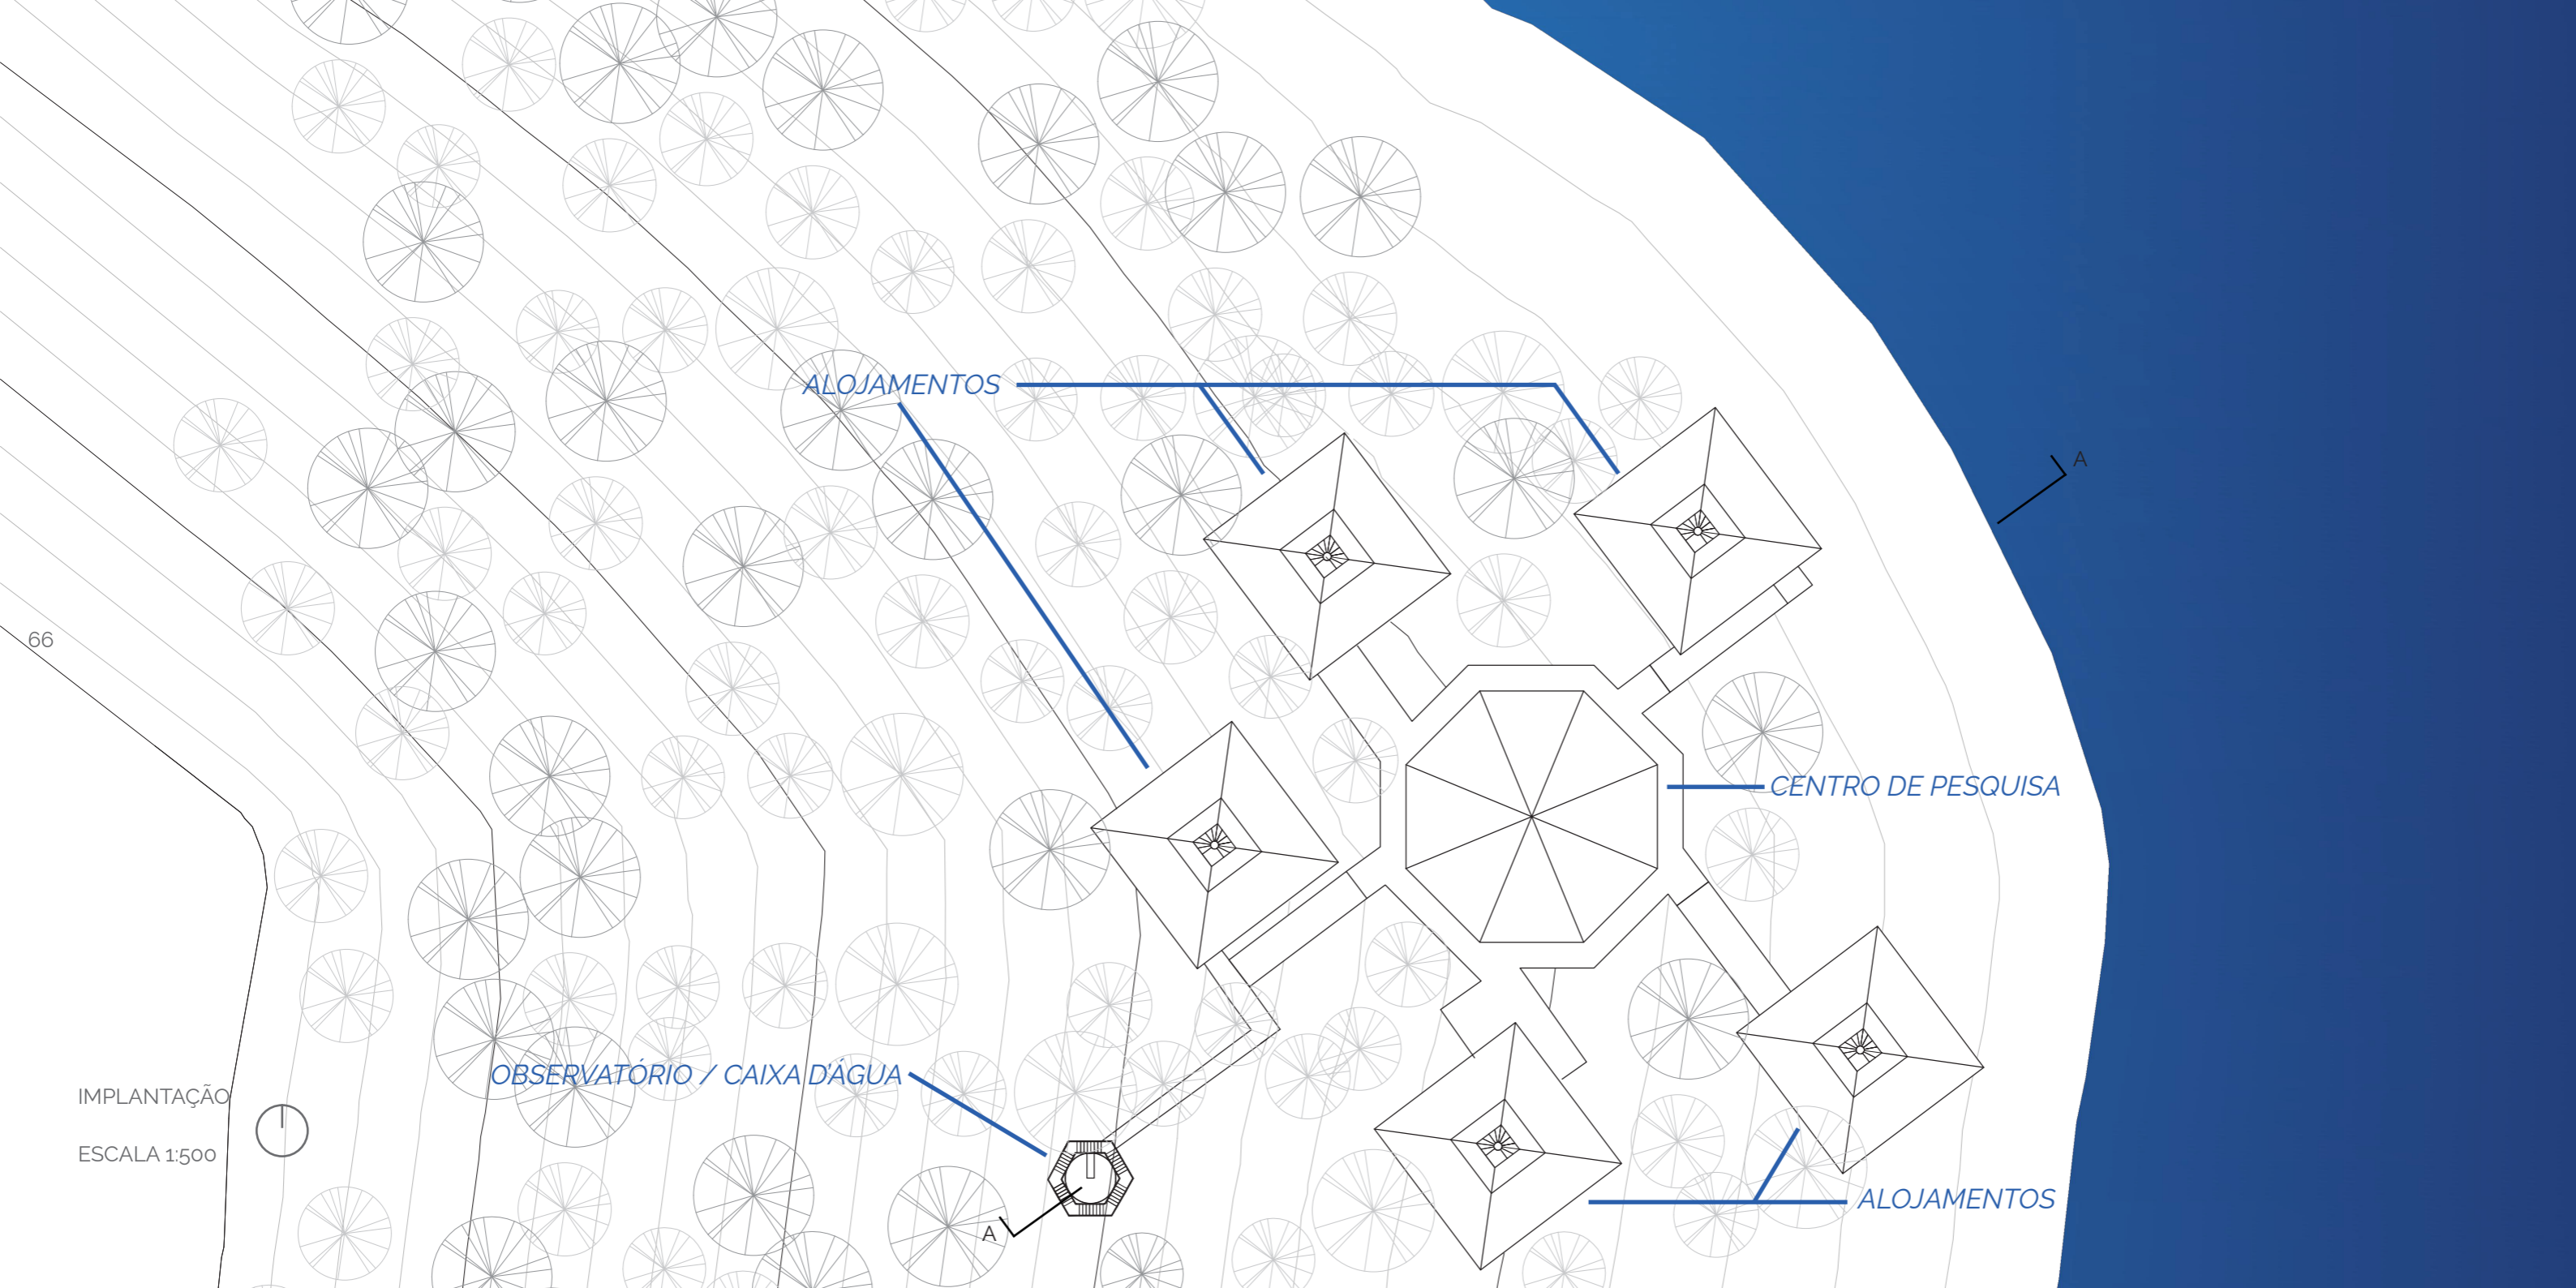 ALOJAMENTOS
A
66
CENTRO DE PESQUISA
OBSERVATÓRIO / CAIXA D'ÁGUA
IMPLANTAÇÃO
ESCALA 1:500
ALOJAMENTOS
A